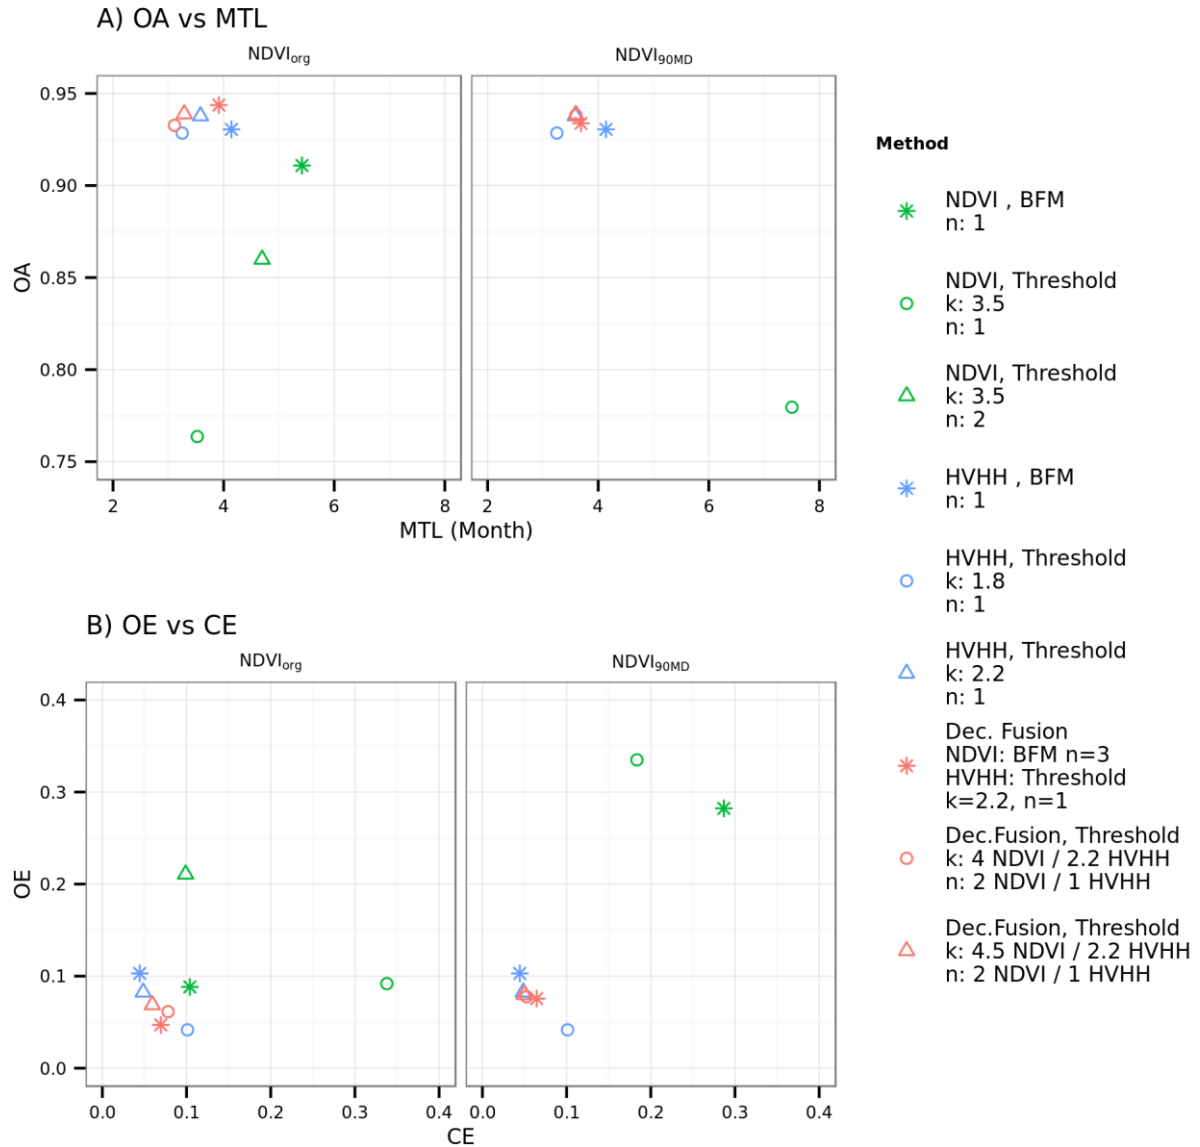 A) OA vs MTL
NDVIorg
NDVI90MD
OA
0.95
0.90
0.85
0.80
0.75
2
4
6
8
2
4
6
8
MTL (Month)
B) OE vs CE
NDVIorg
NDVI90MD
OE
0.4
0.3
0.2
0.1
0.0
0.0
0.1
0.2
0.3
0.4
0.0
0.1
0.2
0.3
0.4
CE
Method
NDVI , BFM
n: 1
NDVI, Threshold
k: 3.5
n: 1
NDVI, Threshold
k: 3.5
n: 2
HVHH , BFM
n: 1
HVHH, Threshold
k: 1.8
n: 1
HVHH, Threshold
k: 2.2
n: 1
Dec. Fusion
NDVI: BFM n=3
HVHH: Threshold
k=2.2, n=1
Dec.Fusion, Threshold
k: 4 NDVI / 2.2 HVHH
n: 2 NDVI / 1 HVHH
Dec.Fusion, Threshold
k: 4.5 NDVI / 2.2 HVHH
n: 2 NDVI / 1 HVHH